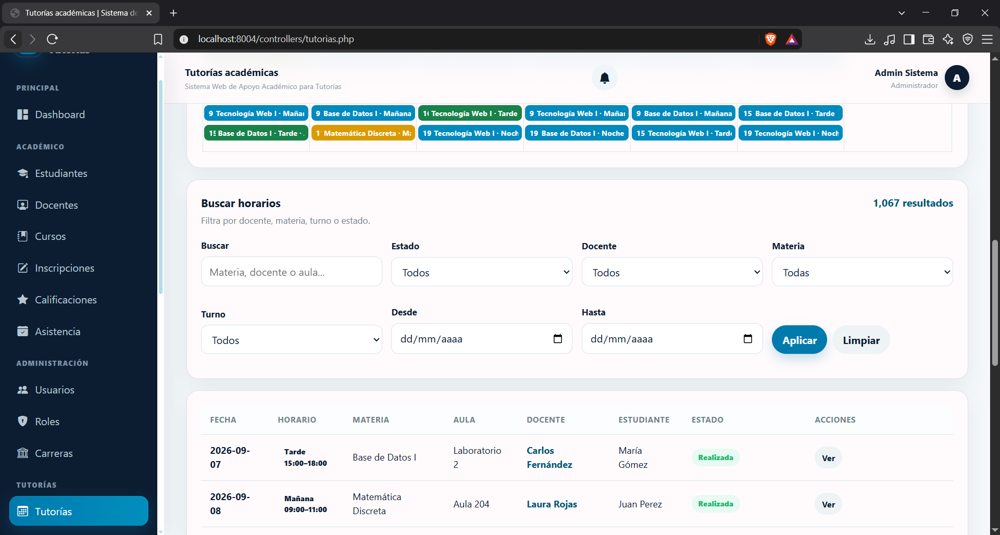 Tutorías académicas | Sistema de
localhost:8004/controllers/tutorias.php
PRINCIPAL
Dashboard
ACADÉMICO
Estudiantes
Docentes
Cursos
Inscripciones
Calificaciones
Asistencia
ADMINISTRACIÓN
Usuarios
Roles
Carreras
TUTORÍAS
Tutorías
Tutorías académicas
Sistema Web de Apoyo Académico para Tutorías
Admin Sistema
Administrador
A
9 Tecnología Web I · Mañan
9 Base de Datos I · Mañana
Tecnología Web I · Tarde
9 Tecnología Web I · Mañan
9 Base de Datos I · Mañana
15 Base de Datos I · Tarde
15 Base de Datos I · Tarde ·
Matemática Discreta · Ma
19 Tecnología Web I · Noch
19 Base de Datos I · Noche
15 Tecnología Web I · Tarde
19 Tecnología Web I · Noch
Buscar horarios
1,067 resultados
Filtra por docente, materia, turno o estado.
Buscar
Estado
Docente
Materia
Materia, docente o aula...
Todos
Todos
Todas
Turno
Desde
Hasta
Todos
dd/mm/aaaa
dd/mm/aaaa
Aplicar
Limpiar
FECHA HORARIO MATERIA AULA DOCENTE ESTUDIANTE ESTADO ACCIONES
2026-09-07
Tarde
15:00–18:00
Base de Datos I
Laboratorio 2
Carlos Fernández
María Gómez
Realizada
Ver
2026-09-08
Mañana
09:00–11:00
Matemática Discreta
Aula 204
Laura Rojas
Juan Perez
Realizada
Ver